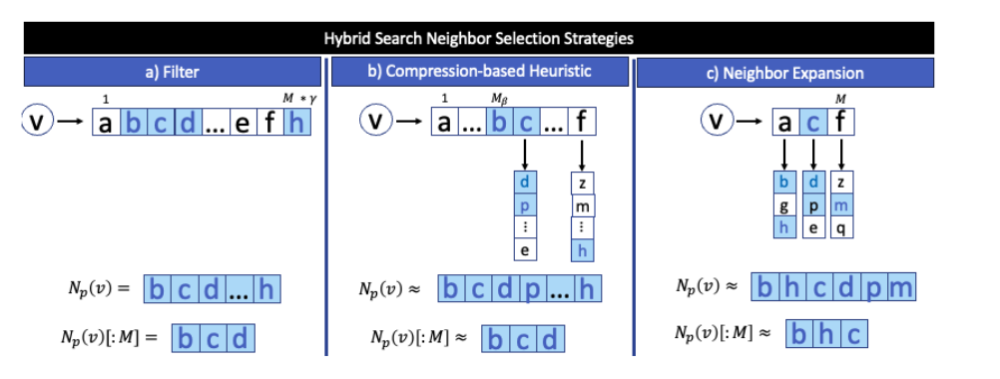 Hybrid Search Neighbor Selection Strategies
a) Filter
1 M * γ
v a b c d ... e f h
N_p(v) = b c d ... h
N_p(v)[: M] = b c d
b) Compression-based Heuristic
1 M_β
v a ... b c ... f
d z
p m
⋮ ⋮
e h
N_p(v) ≈ b c d p ... h
N_p(v)[: M] ≈ b c d
c) Neighbor Expansion
M
v a c f
b d z
g p m
h e q
N_p(v) ≈ b h c d p m
N_p(v)[: M] ≈ b h c